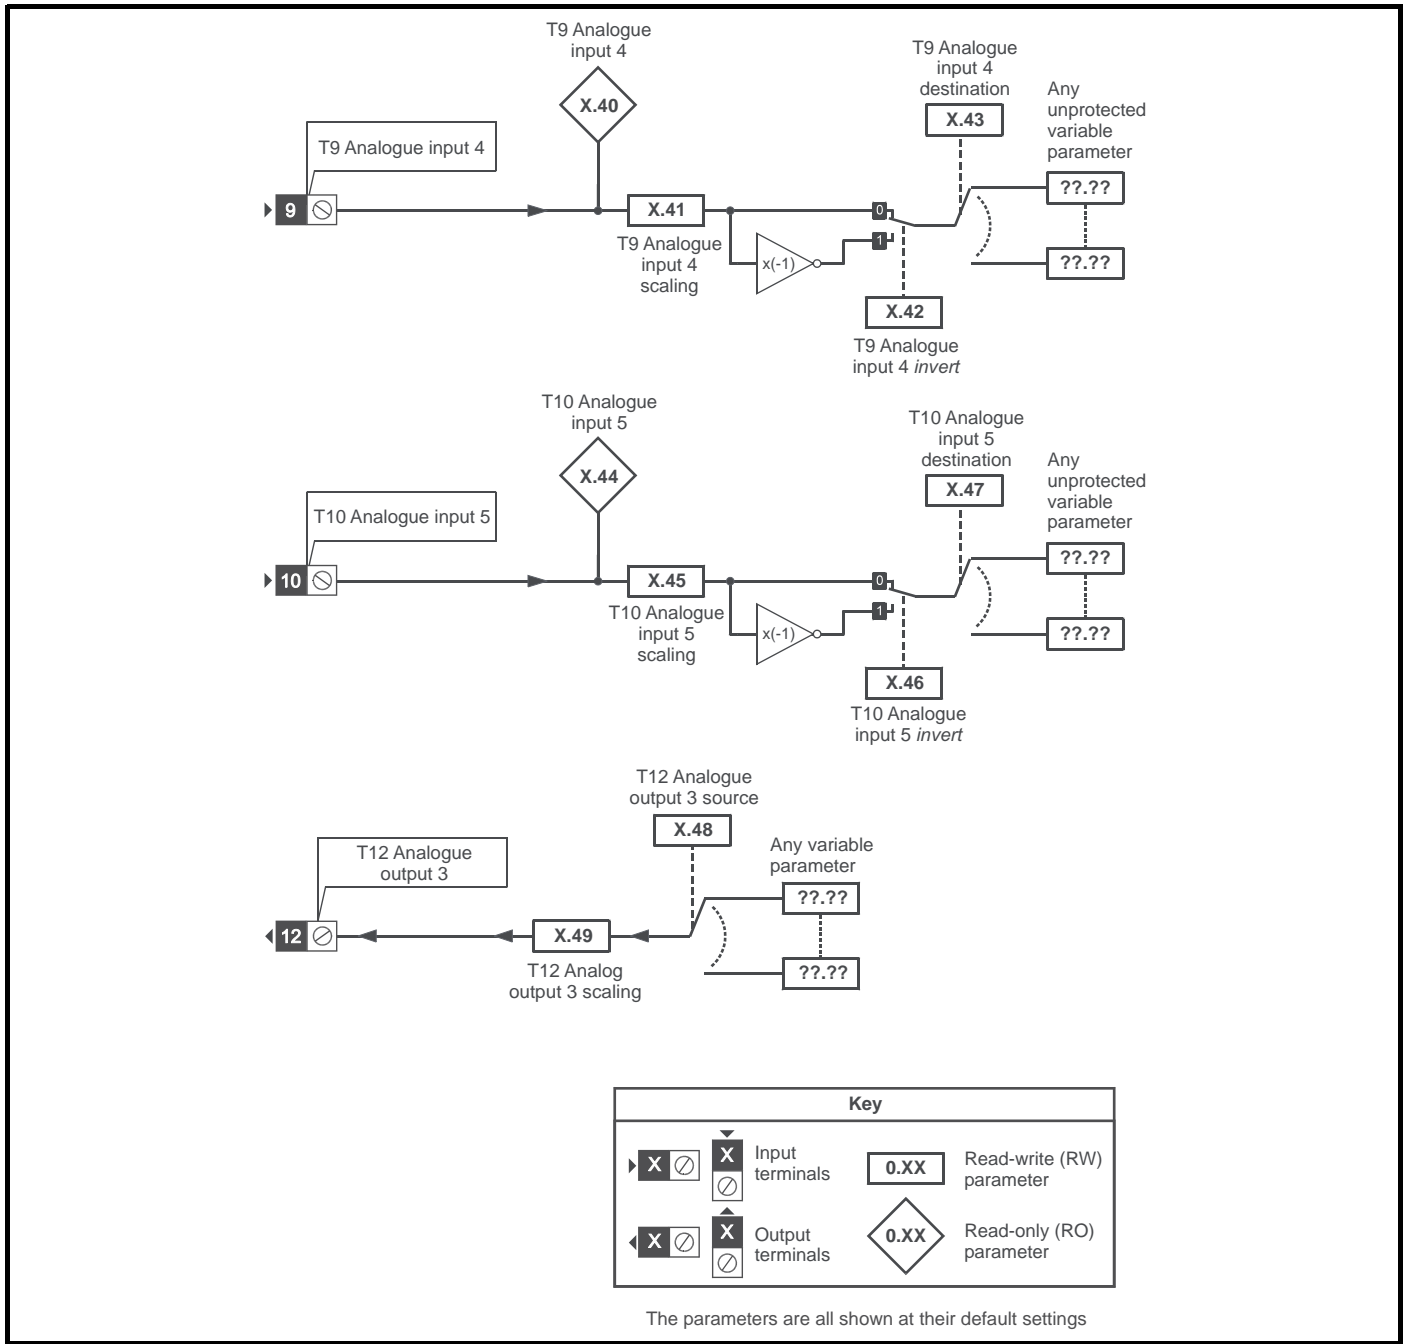 T9 Analogue
input 4
X.40
T9 Analogue input 4
9
X.41
T9 Analogue
input 4
scaling
x(-1)
0
1
X.42
T9 Analogue
input 4 invert
T9 Analogue
input 4
destination
X.43
Any
unprotected
variable
parameter
??.??
??.??
T10 Analogue
input 5
X.44
T10 Analogue input 5
10
X.45
T10 Analogue
input 5
scaling
x(-1)
0
1
X.46
T10 Analogue
input 5 invert
T10 Analogue
input 5
destination
X.47
Any
unprotected
variable
parameter
??.??
??.??
T12 Analogue
output 3 source
X.48
Any variable
parameter
??.??
??.??
T12 Analogue
output 3
12
X.49
T12 Analog
output 3 scaling
Key
X
X
Input
terminals
0.XX
Read-write (RW)
parameter
X
X
Output
terminals
0.XX
Read-only (RO)
parameter
The parameters are all shown at their default settings